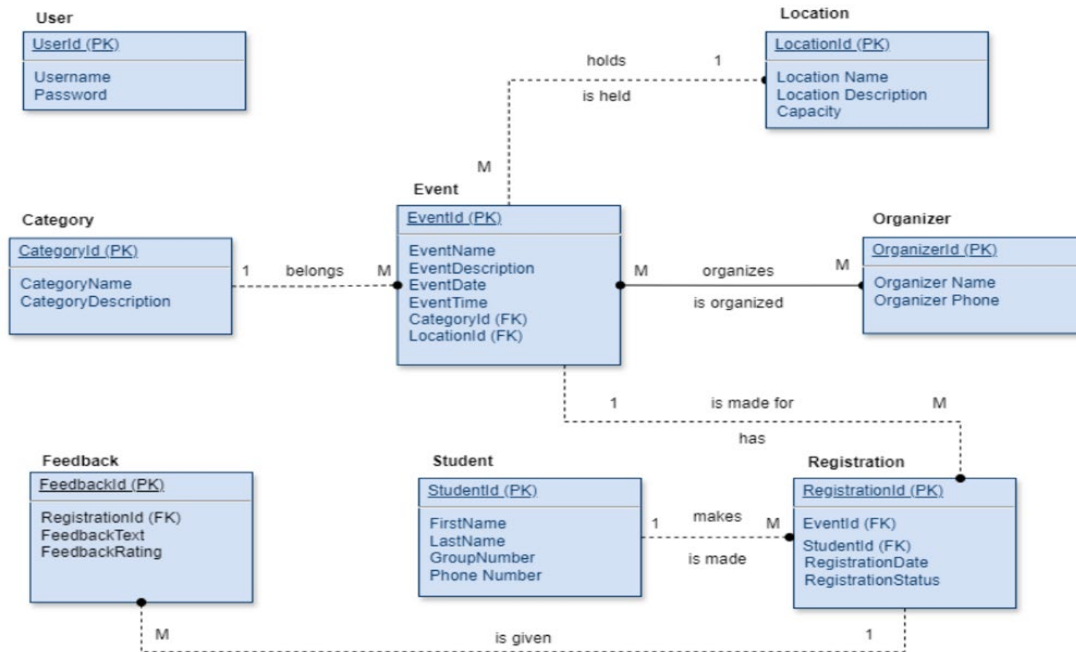 User
UserId (PK)
Username
Password
Location
LocationId (PK)
Location Name
Location Description
Capacity
holds
1
is held
M
Event
EventId (PK)
EventName
EventDescription
EventDate
EventTime
CategoryId (FK)
LocationId (FK)
Category
CategoryId (PK)
CategoryName
CategoryDescription
1
belongs
M
Organizer
OrganizerId (PK)
Organizer Name
Organizer Phone
M
organizes
M
is organized
1
is made for
M
has
Feedback
FeedbackId (PK)
RegistrationId (FK)
FeedbackText
FeedbackRating
Student
StudentId (PK)
FirstName
LastName
GroupNumber
Phone Number
1
makes
M
is made
Registration
RegistrationId (PK)
EventId (FK)
StudentId (FK)
RegistrationDate
RegistrationStatus
M
is given
1